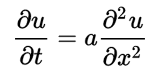 ∂u/∂t = a ∂²u/∂x²